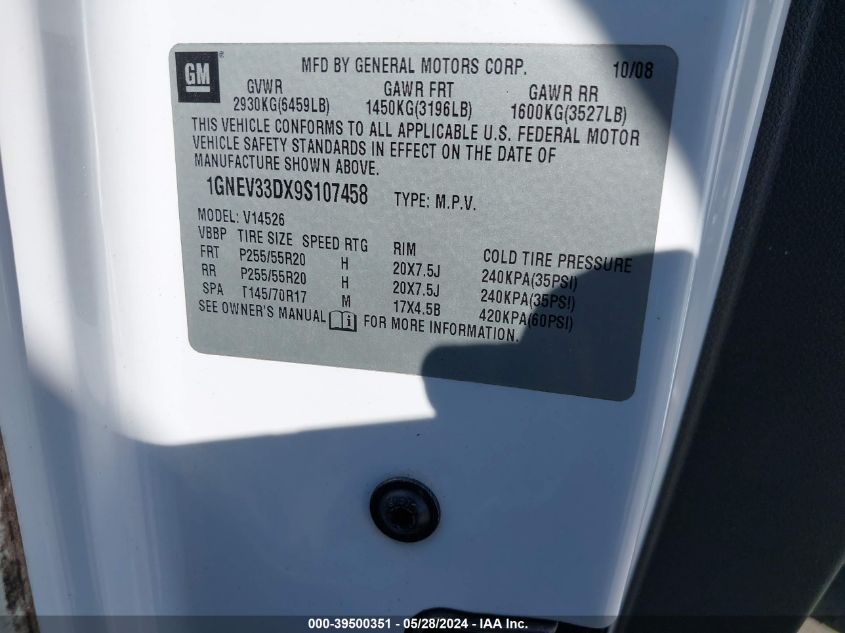 GM ®
MFD BY GENERAL MOTORS CORP. 10/08
GVWR GAWR FRT GAWR RR
2930KG(6459LB) 1450KG(3196LB) 1600KG(3527LB)
THIS VEHICLE CONFORMS TO ALL APPLICABLE U.S. FEDERAL MOTOR
VEHICLE SAFETY STANDARDS IN EFFECT ON THE DATE OF
MANUFACTURE SHOWN ABOVE.
1GNEV33DX9S107458 TYPE: M.P.V.
MODEL: V14526
VBBP TIRE SIZE SPEED RTG RIM COLD TIRE PRESSURE
FRT P255/55R20 H 20X7.5J 240KPA(35PSI)
RR P255/55R20 H 20X7.5J 240KPA(35PSI)
SPA T145/70R17 M 17X4.5B 420KPA(60PSI)
SEE OWNER'S MANUAL FOR MORE INFORMATION.
000-39500351 / 05/28/2024 - IAA Inc.